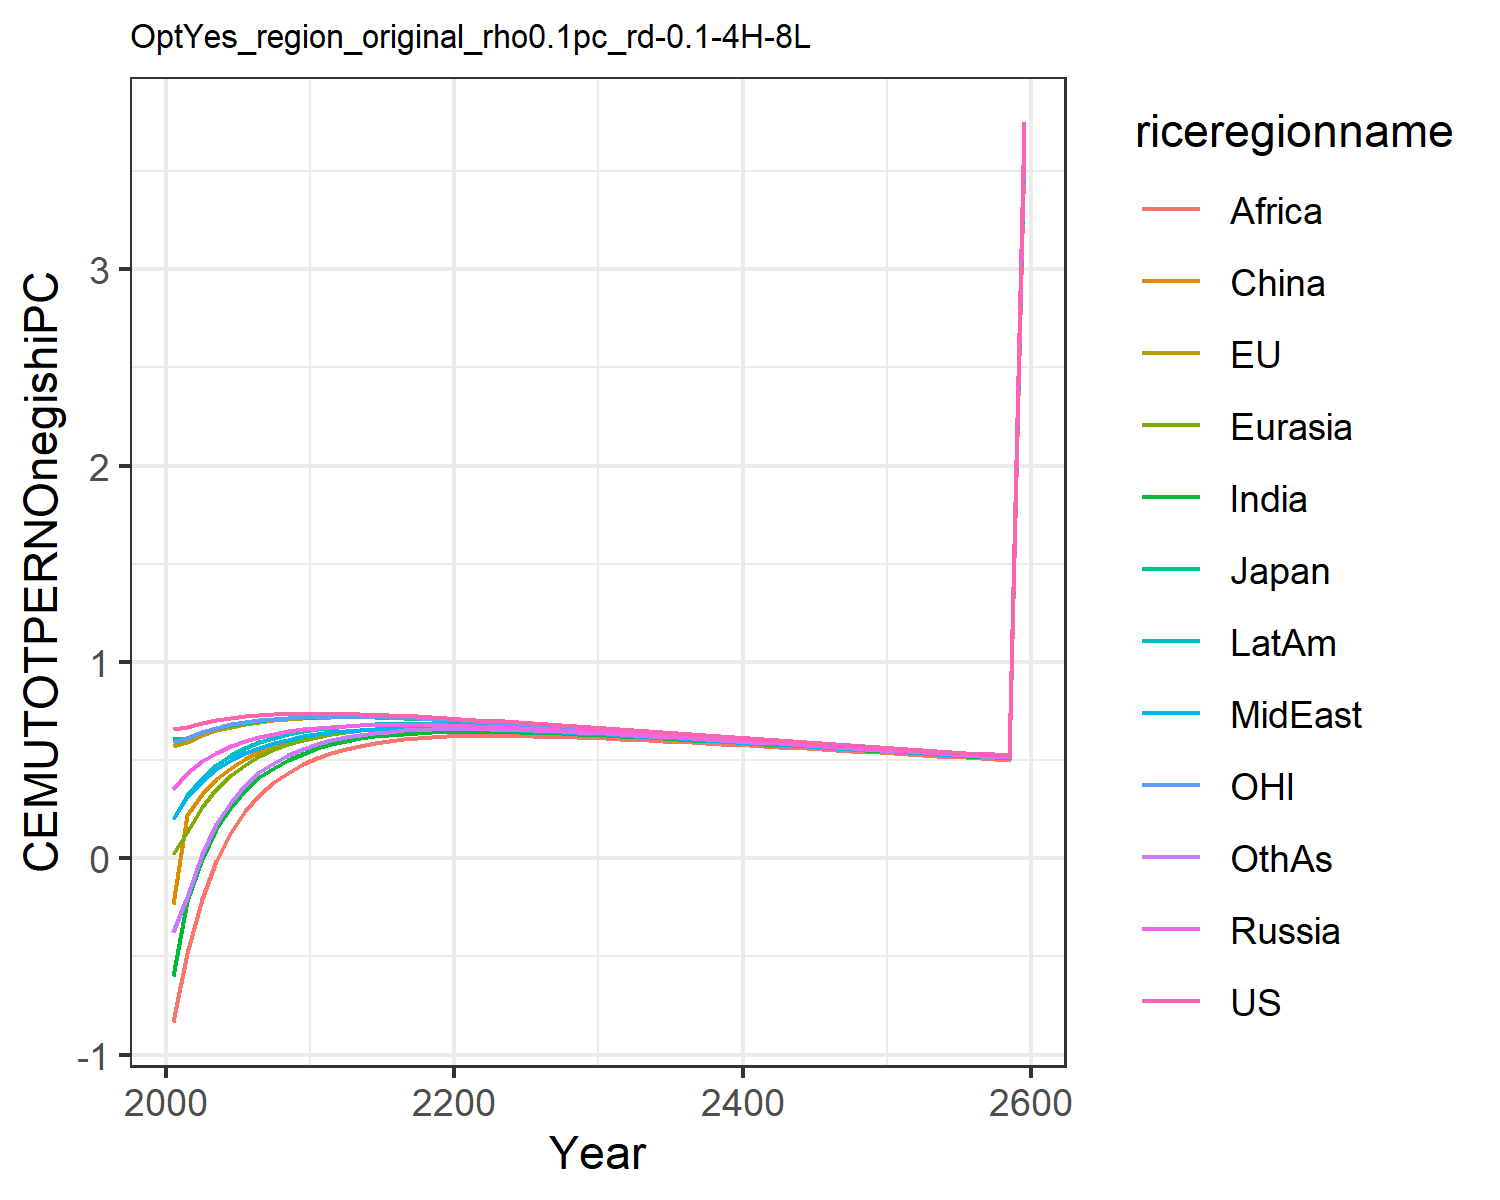 OptYes_region_original_rho0.1pc_rd-0.1-4H-8L
CEMUTOTPERNOnegishiPC
3
2
1
0
-1
2000
2200
2400
2600
Year
riceregionname
Africa
China
EU
Eurasia
India
Japan
LatAm
MidEast
OHI
OthAs
Russia
US